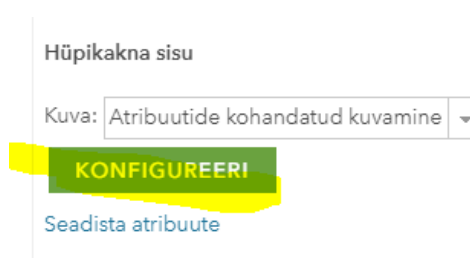 Hüpikakna sisu
Kuva: Atribuutide kohandatud kuvamine
KONFIGUREERI
Seadista atribuute